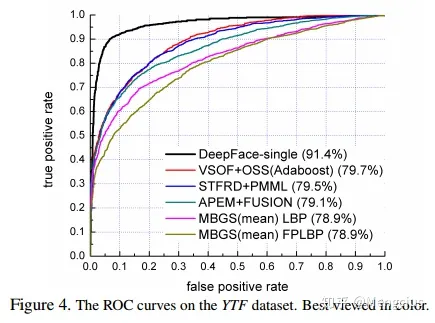 1.0
0.9
0.8
0.7
0.6
0.5
0.4
0.3
0.2
0.1
0.0
true positive rate
DeepFace-single (91.4%)
VSOF+OSS(Adaboost) (79.7%)
STFRD+PMML (79.5%)
APEM+FUSION (79.1%)
MBGS(mean) LBP (78.9%)
MBGS(mean) FPLBP (78.9%)
0.0 0.1 0.2 0.3 0.4 0.5 0.6 0.7 0.8 0.9 1.0
false positive rate
Figure 4. The ROC curves on the YTF dataset. Best viewed in color.